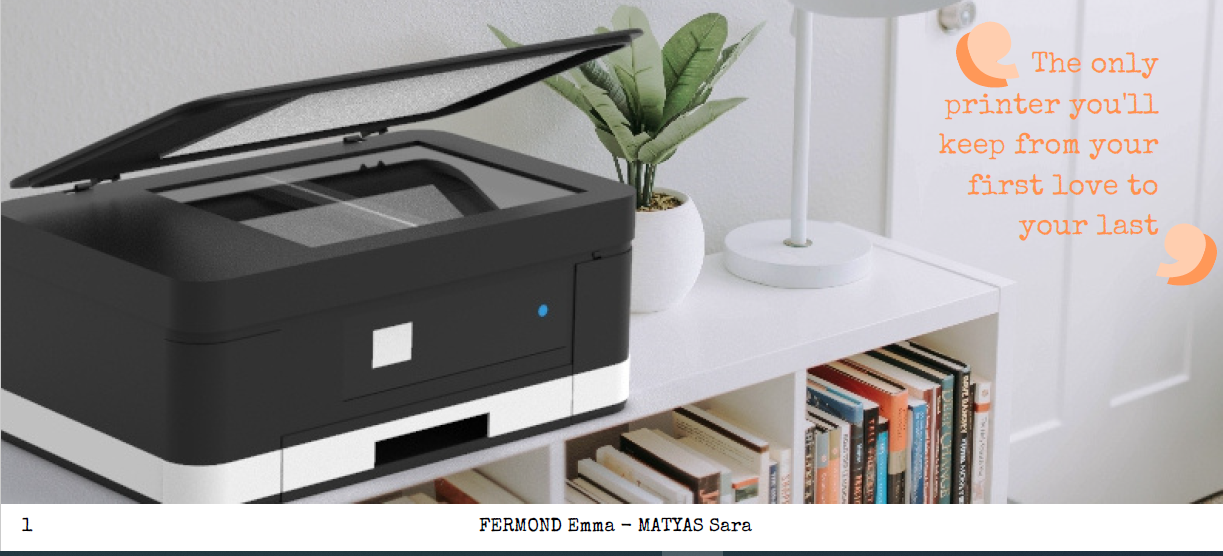 The only
printer you'll
keep from your
first love to
your last
1
FERMOND Emma - MATYAS Sara